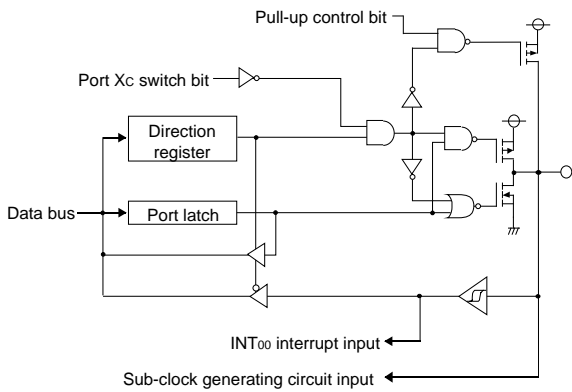 Pull-up control bit
Port XC switch bit
Direction
register
Data bus
Port latch
INT00 interrupt input
Sub-clock generating circuit input